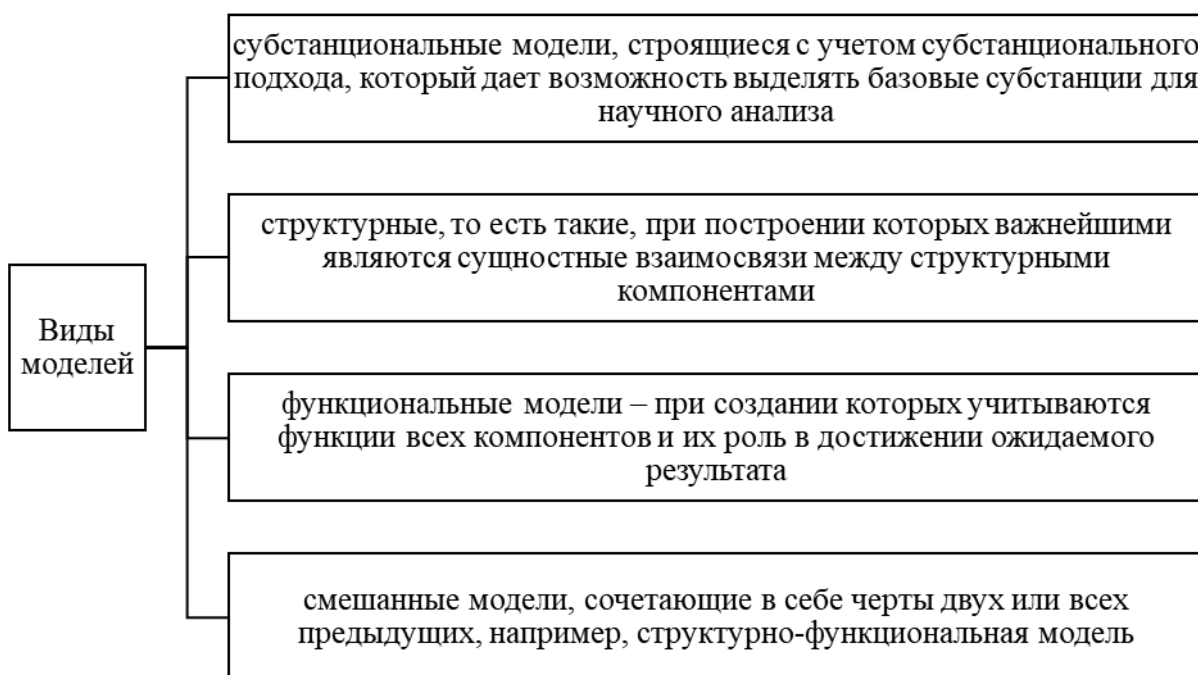 субстанциональные модели, строящиеся с учетом субстанционального
подхода, который дает возможность выделять базовые субстанции для
научного анализа
структурные, то есть такие, при построении которых важнейшими
являются сущностные взаимосвязи между структурными
компонентами
Виды
моделей
функциональные модели – при создании которых учитываются
функции всех компонентов и их роль в достижении ожидаемого
результата
смешанные модели, сочетающие в себе черты двух или всех
предыдущих, например, структурно-функциональная модель